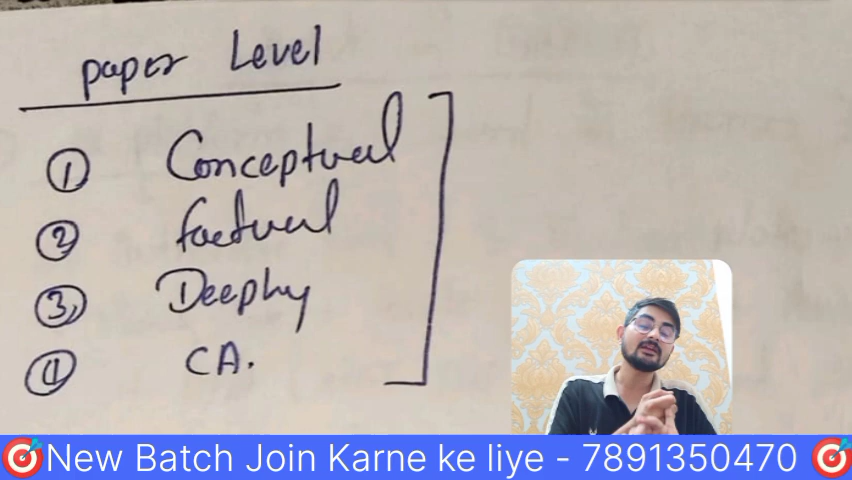 paper Level
① Conceptual
② factual
③ Deeply
④ CA.
🎯New Batch Join Karne ke liye - 7891350470 🎯